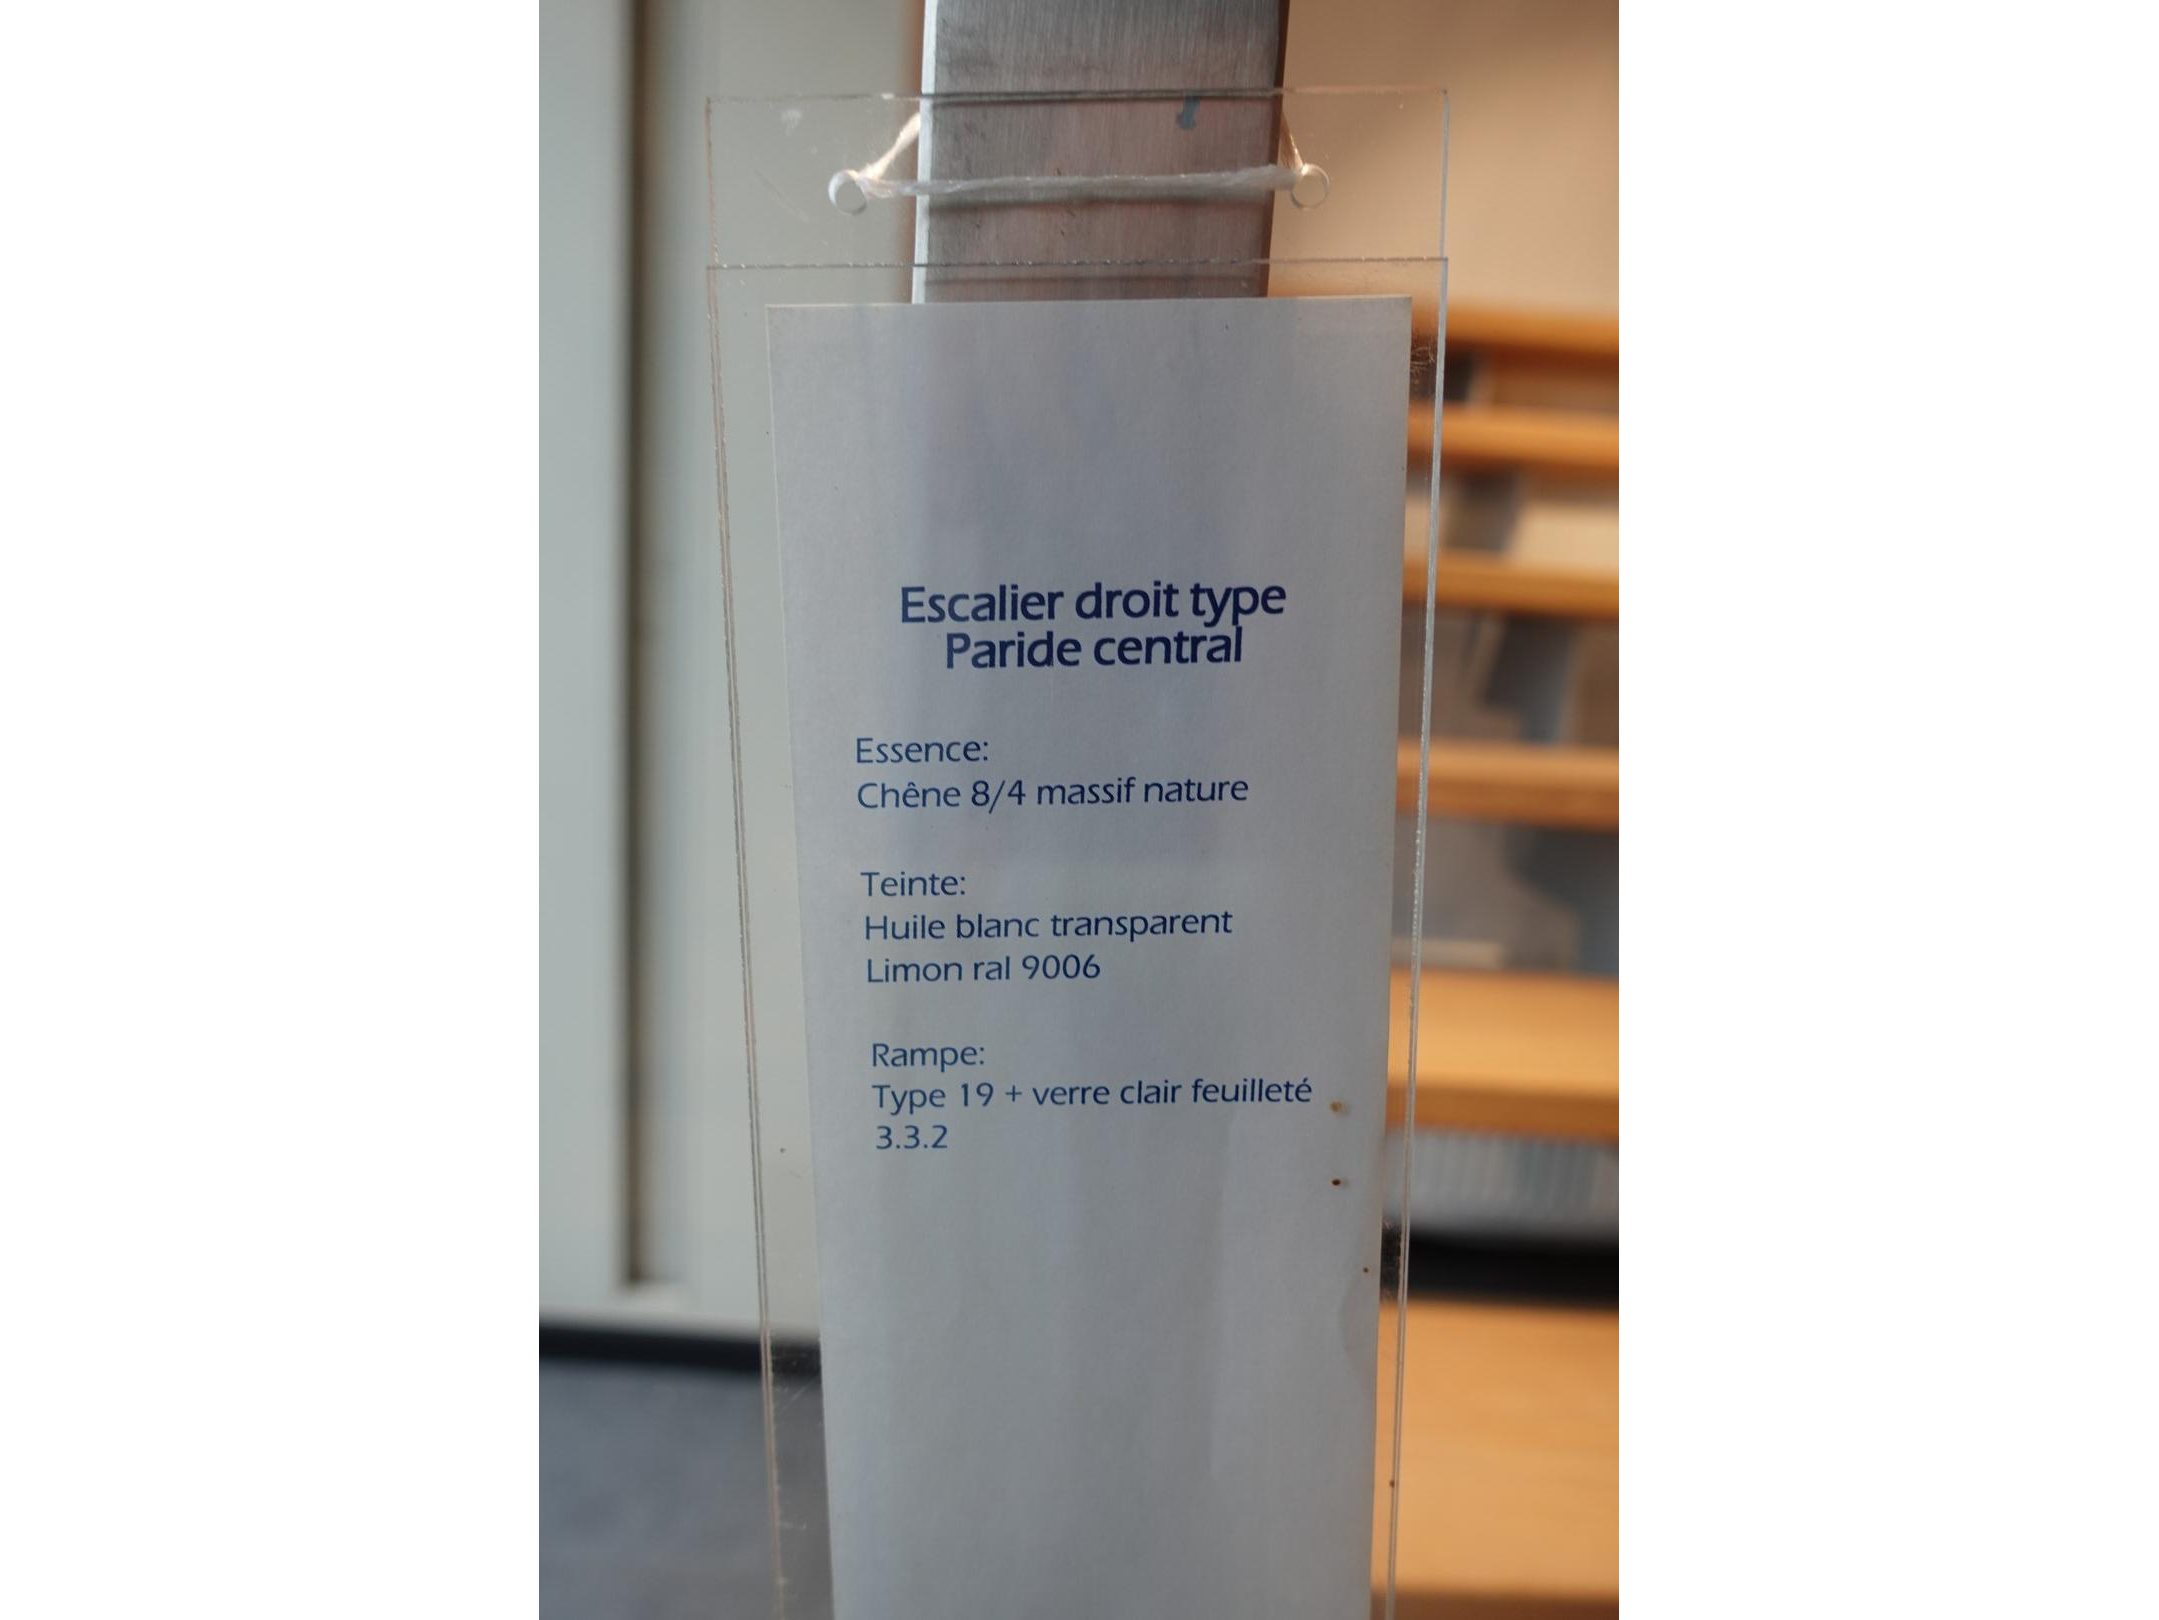 Escalier droit type
Paride central
Essence:
Chêne 8/4 massif nature
Teinte:
Huile blanc transparent
Limon ral 9006
Rampe:
Type 19 + verre clair feuilleté
3.3.2